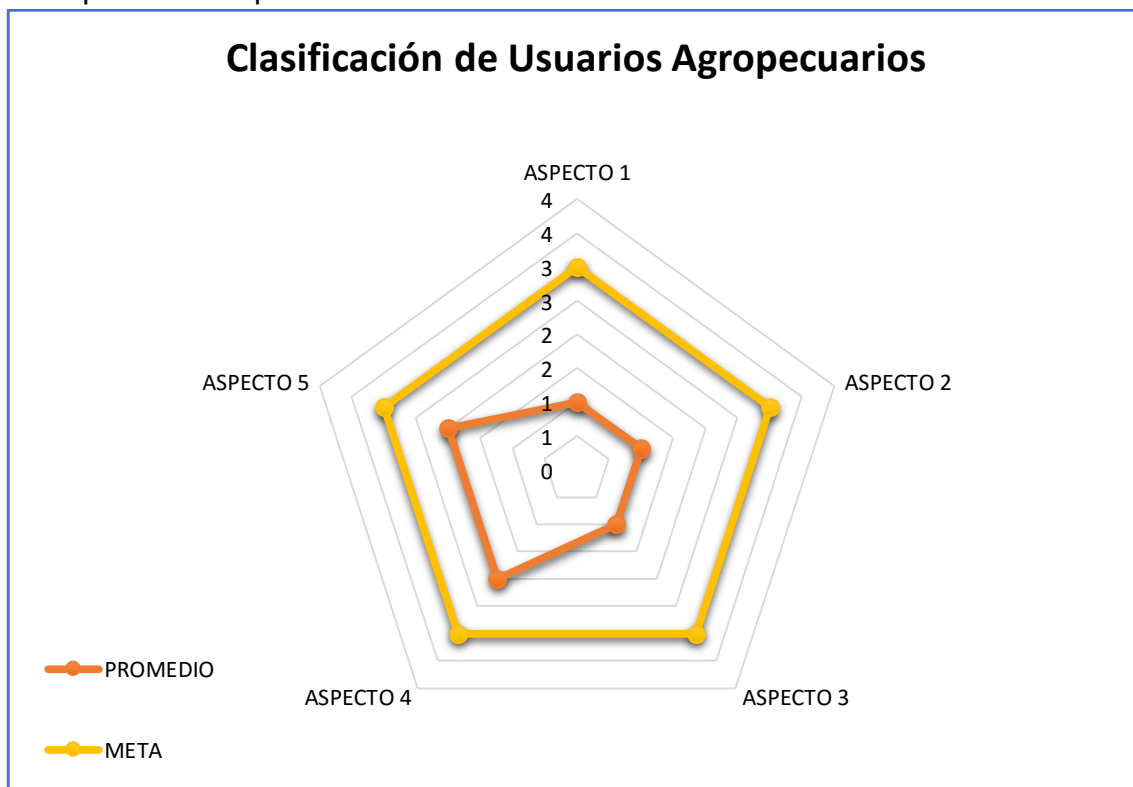 Clasificación de Usuarios Agropecuarios
ASPECTO 1
4
4
3
3
2
2
1
1
0
ASPECTO 2
ASPECTO 5
ASPECTO 4
ASPECTO 3
PROMEDIO
META